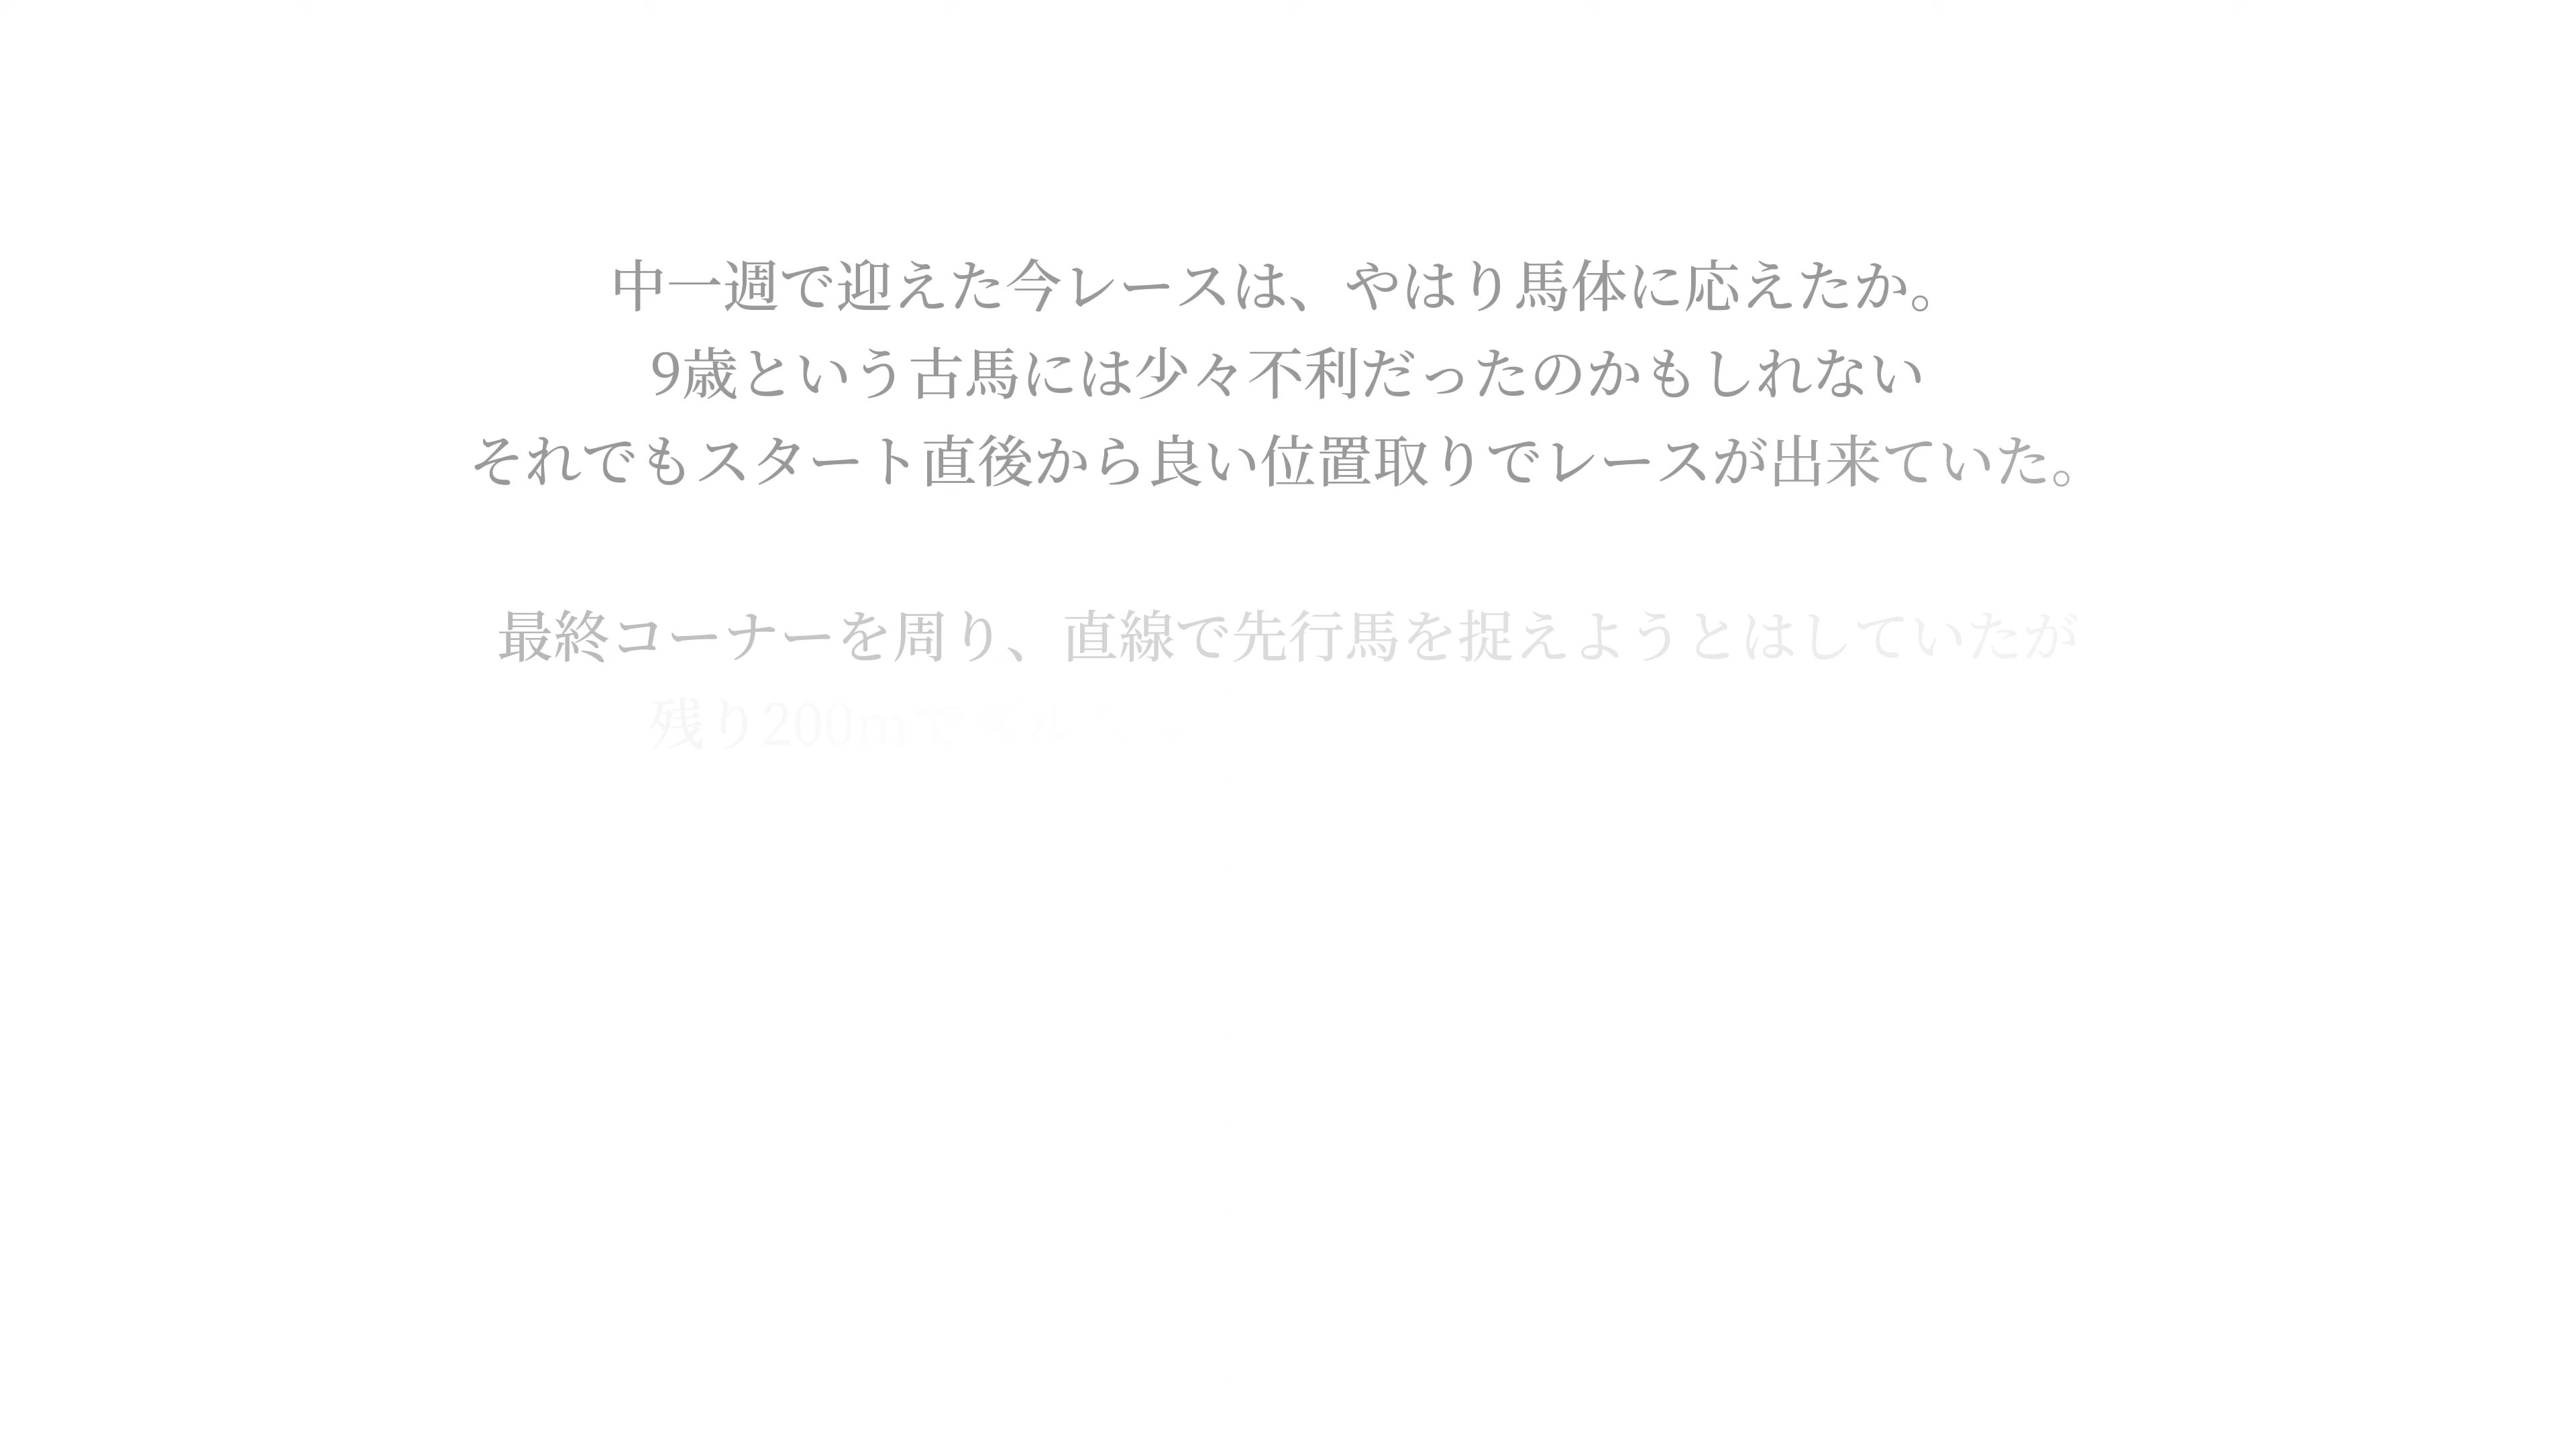 中一週で迎えた今レースは、やはり馬体に応えたか。
9歳という古馬には少々不利だったのかもしれない
それでもスタート直後から良い位置取りでレースが出来ていた。
最終コーナーを周り、直線で先行馬を捉えようとはしていたが
残り200mで